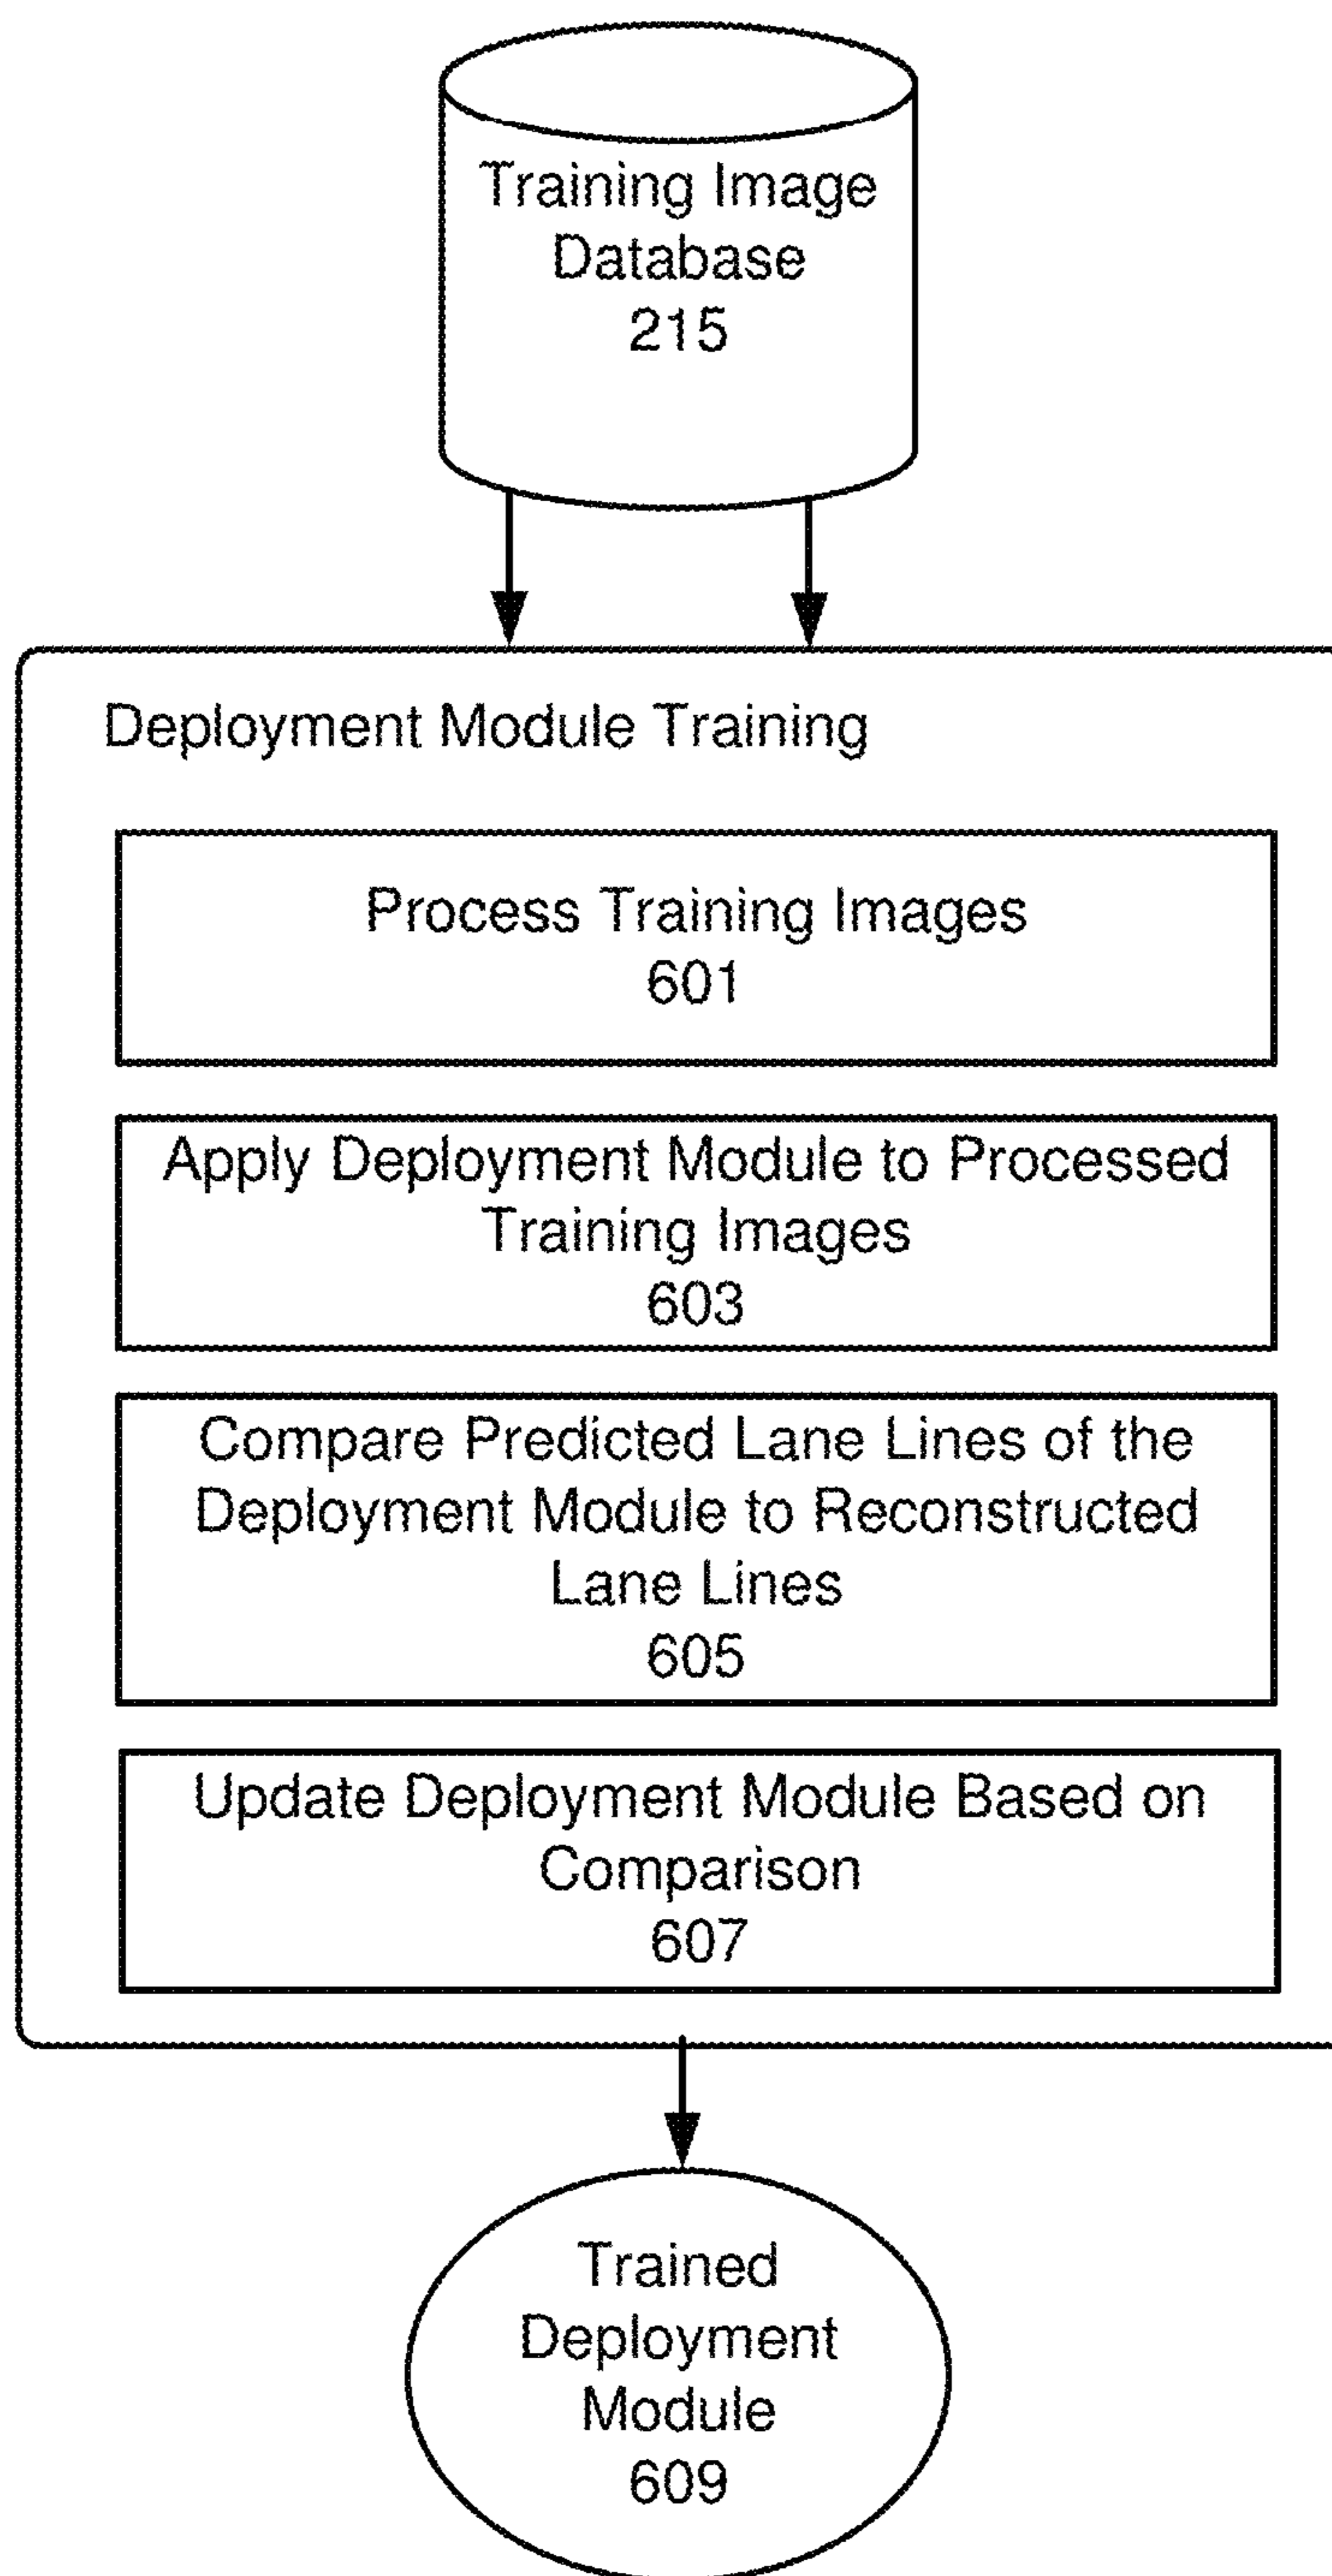 Training Image
Database
215
Deployment Module Training
Process Training Images
601
Apply Deployment Module to Processed
Training Images
603
Compare Predicted Lane Lines of the
Deployment Module to Reconstructed
Lane Lines
605
Update Deployment Module Based on
Comparison
607
Trained
Deployment
Module
609